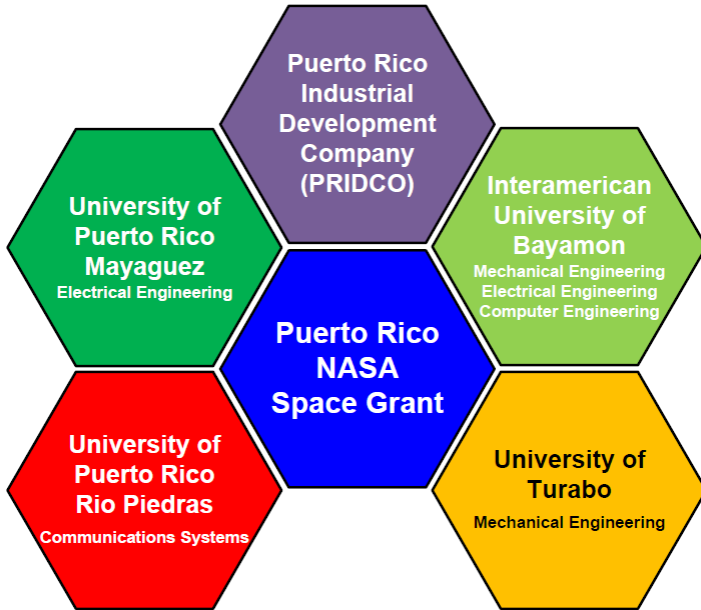 Puerto Rico
Industrial
Development
Company
(PRIDCO)
University of
Puerto Rico
Mayaguez
Electrical Engineering
Interamerican
University of
Bayamon
Mechanical Engineering
Electrical Engineering
Computer Engineering
Puerto Rico
NASA
Space Grant
University of
Puerto Rico
Rio Piedras
Communications Systems
University of
Turabo
Mechanical Engineering